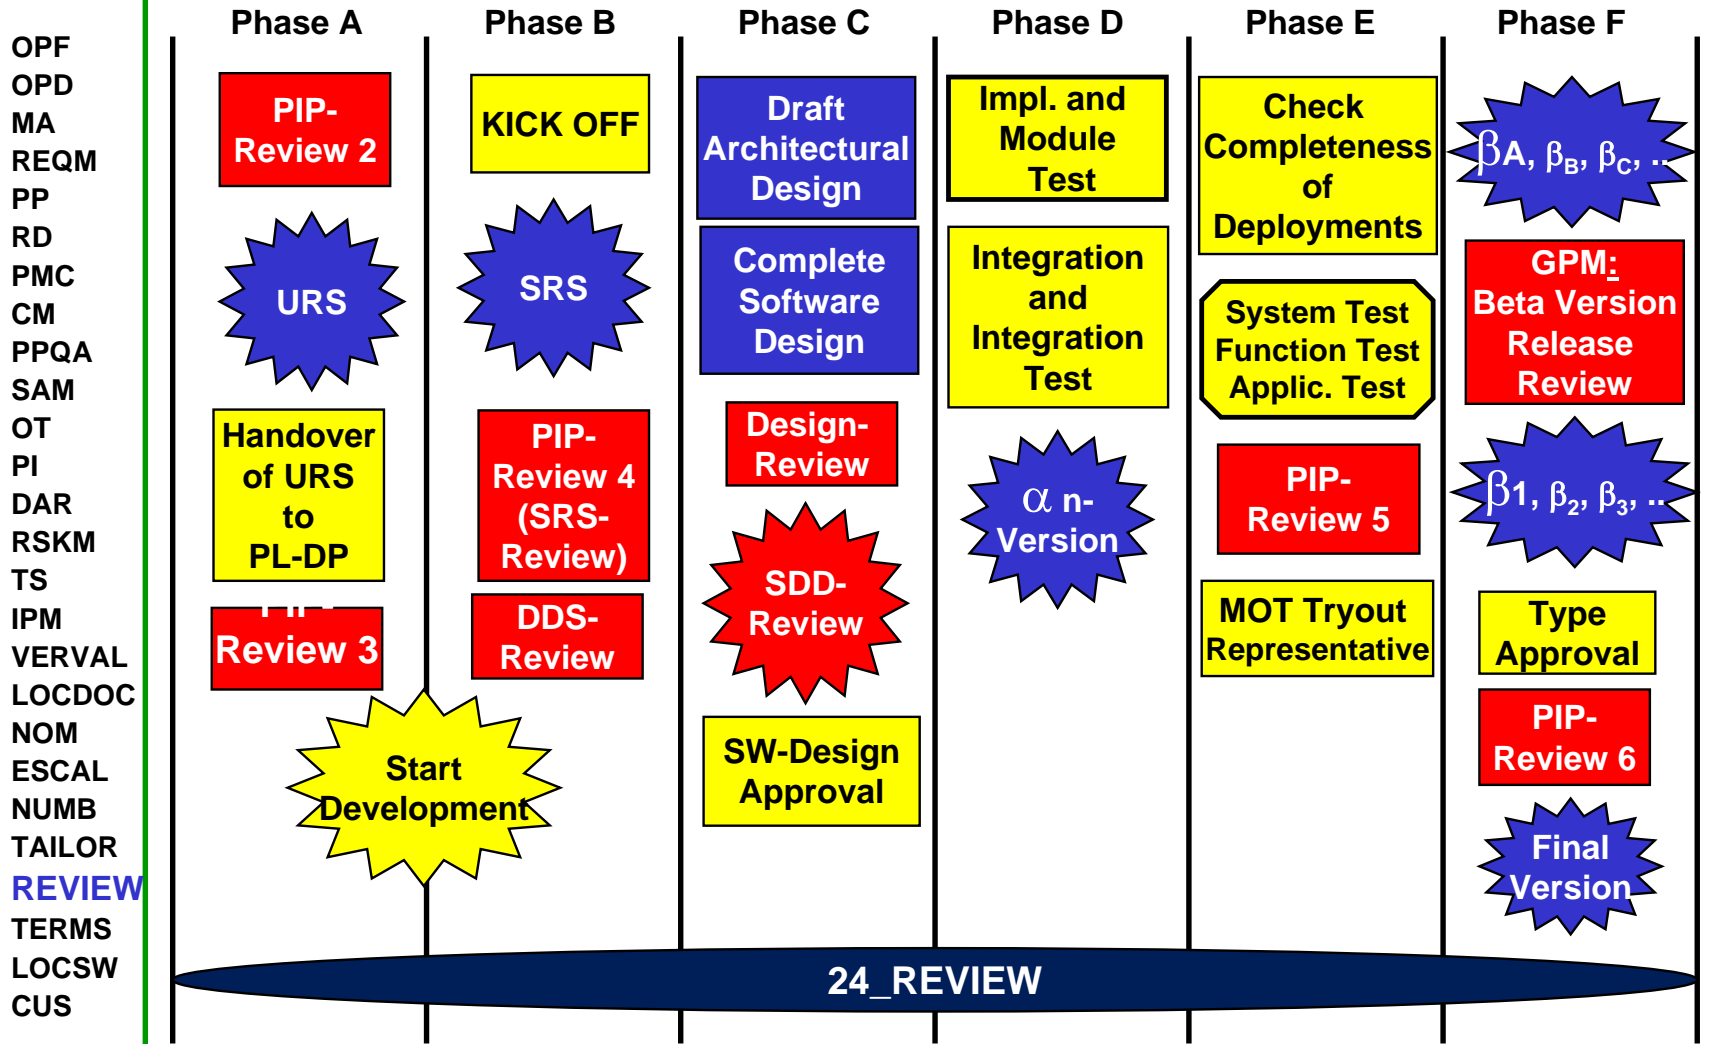 Phase A
Phase B
Phase C
Phase D
Phase E
Phase F
OPF
OPD
MA
REQM
PP
RD
PMC
CM
PPQA
SAM
OT
PI
DAR
RSKM
TS
IPM
VERVAL
LOCDOC
NOM
ESCAL
NUMB
TAILOR
REVIEW
TERMS
LOCSW
CUS
PIP-
Review 2
URS
Handover
of URS
to
PL-DP
PIP-
Review 3
Start
Development
KICK OFF
SRS
PIP-
Review 4
(SRS-
Review)
DDS-
Review
Draft
Architectural
Design
Complete
Software
Design
Design-
Review
SDD-
Review
SW-Design
Approval
Impl. and
Module
Test
Integration
and
Integration
Test
α n-
Version
Check
Completeness
of
Deployments
System Test
Function Test
Applic. Test
PIP-
Review 5
MOT Tryout
Representative
βA, βB, βC, ..
GPM:
Beta Version
Release
Review
β1, β2, β3, ..
Type
Approval
PIP-
Review 6
Final
Version
24_REVIEW